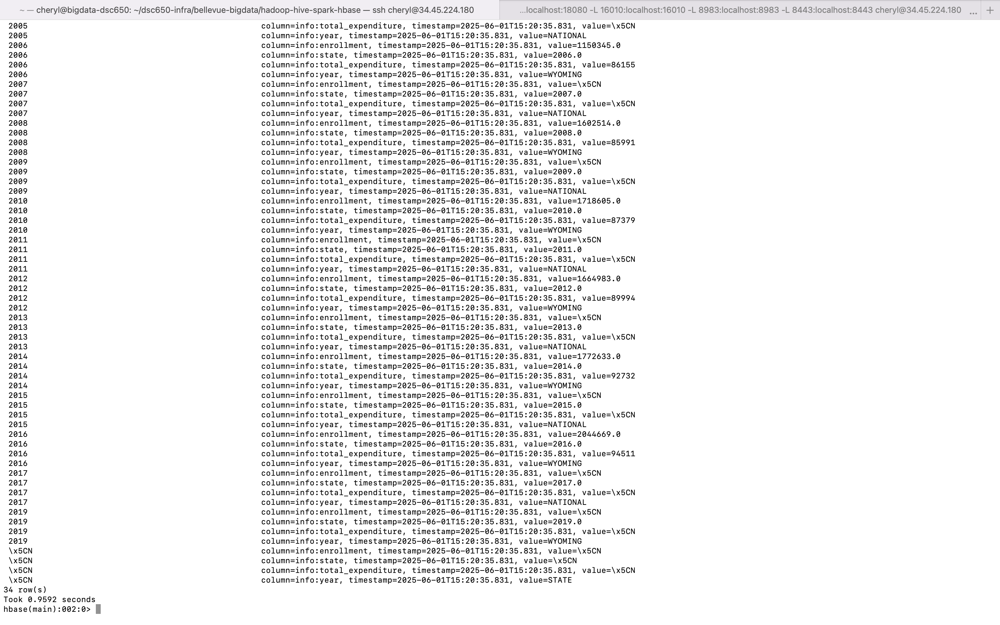 ~ — cheryl@bigdata-dsc650: ~/dsc650-infra/bellevue-bigdata/hadoop-hive-spark-hbase — ssh cheryl@34.45.224.180 ...localhost:18080 -L 16010:localhost:16010 -L 8983:localhost:8983 -L 8443:localhost:8443 cheryl@34.45.224.180 ... +
2005 column=info:total_expenditure, timestamp=2025-06-01T15:20:35.831, value=\x5CN
2005 column=info:year, timestamp=2025-06-01T15:20:35.831, value=NATIONAL
2006 column=info:enrollment, timestamp=2025-06-01T15:20:35.831, value=1150345.0
2006 column=info:state, timestamp=2025-06-01T15:20:35.831, value=2006.0
2006 column=info:total_expenditure, timestamp=2025-06-01T15:20:35.831, value=86155
2006 column=info:year, timestamp=2025-06-01T15:20:35.831, value=WYOMING
2007 column=info:enrollment, timestamp=2025-06-01T15:20:35.831, value=\x5CN
2007 column=info:state, timestamp=2025-06-01T15:20:35.831, value=2007.0
2007 column=info:total_expenditure, timestamp=2025-06-01T15:20:35.831, value=\x5CN
2007 column=info:year, timestamp=2025-06-01T15:20:35.831, value=NATIONAL
2008 column=info:enrollment, timestamp=2025-06-01T15:20:35.831, value=1602514.0
2008 column=info:state, timestamp=2025-06-01T15:20:35.831, value=2008.0
2008 column=info:total_expenditure, timestamp=2025-06-01T15:20:35.831, value=85991
2008 column=info:year, timestamp=2025-06-01T15:20:35.831, value=WYOMING
2009 column=info:enrollment, timestamp=2025-06-01T15:20:35.831, value=\x5CN
2009 column=info:state, timestamp=2025-06-01T15:20:35.831, value=2009.0
2009 column=info:total_expenditure, timestamp=2025-06-01T15:20:35.831, value=\x5CN
2009 column=info:year, timestamp=2025-06-01T15:20:35.831, value=NATIONAL
2010 column=info:enrollment, timestamp=2025-06-01T15:20:35.831, value=1718605.0
2010 column=info:state, timestamp=2025-06-01T15:20:35.831, value=2010.0
2010 column=info:total_expenditure, timestamp=2025-06-01T15:20:35.831, value=87379
2010 column=info:year, timestamp=2025-06-01T15:20:35.831, value=WYOMING
2011 column=info:enrollment, timestamp=2025-06-01T15:20:35.831, value=\x5CN
2011 column=info:state, timestamp=2025-06-01T15:20:35.831, value=2011.0
2011 column=info:total_expenditure, timestamp=2025-06-01T15:20:35.831, value=\x5CN
2011 column=info:year, timestamp=2025-06-01T15:20:35.831, value=NATIONAL
2012 column=info:enrollment, timestamp=2025-06-01T15:20:35.831, value=1664983.0
2012 column=info:state, timestamp=2025-06-01T15:20:35.831, value=2012.0
2012 column=info:total_expenditure, timestamp=2025-06-01T15:20:35.831, value=89994
2012 column=info:year, timestamp=2025-06-01T15:20:35.831, value=WYOMING
2013 column=info:enrollment, timestamp=2025-06-01T15:20:35.831, value=\x5CN
2013 column=info:state, timestamp=2025-06-01T15:20:35.831, value=2013.0
2013 column=info:total_expenditure, timestamp=2025-06-01T15:20:35.831, value=\x5CN
2013 column=info:year, timestamp=2025-06-01T15:20:35.831, value=NATIONAL
2014 column=info:enrollment, timestamp=2025-06-01T15:20:35.831, value=1772633.0
2014 column=info:state, timestamp=2025-06-01T15:20:35.831, value=2014.0
2014 column=info:total_expenditure, timestamp=2025-06-01T15:20:35.831, value=92732
2014 column=info:year, timestamp=2025-06-01T15:20:35.831, value=WYOMING
2015 column=info:enrollment, timestamp=2025-06-01T15:20:35.831, value=\x5CN
2015 column=info:state, timestamp=2025-06-01T15:20:35.831, value=2015.0
2015 column=info:total_expenditure, timestamp=2025-06-01T15:20:35.831, value=\x5CN
2015 column=info:year, timestamp=2025-06-01T15:20:35.831, value=NATIONAL
2016 column=info:enrollment, timestamp=2025-06-01T15:20:35.831, value=2044669.0
2016 column=info:state, timestamp=2025-06-01T15:20:35.831, value=2016.0
2016 column=info:total_expenditure, timestamp=2025-06-01T15:20:35.831, value=94511
2016 column=info:year, timestamp=2025-06-01T15:20:35.831, value=WYOMING
2017 column=info:enrollment, timestamp=2025-06-01T15:20:35.831, value=\x5CN
2017 column=info:state, timestamp=2025-06-01T15:20:35.831, value=2017.0
2017 column=info:total_expenditure, timestamp=2025-06-01T15:20:35.831, value=\x5CN
2017 column=info:year, timestamp=2025-06-01T15:20:35.831, value=NATIONAL
2019 column=info:enrollment, timestamp=2025-06-01T15:20:35.831, value=\x5CN
2019 column=info:state, timestamp=2025-06-01T15:20:35.831, value=2019.0
2019 column=info:total_expenditure, timestamp=2025-06-01T15:20:35.831, value=\x5CN
2019 column=info:year, timestamp=2025-06-01T15:20:35.831, value=WYOMING
\x5CN column=info:enrollment, timestamp=2025-06-01T15:20:35.831, value=\x5CN
\x5CN column=info:state, timestamp=2025-06-01T15:20:35.831, value=\x5CN
\x5CN column=info:total_expenditure, timestamp=2025-06-01T15:20:35.831, value=\x5CN
\x5CN column=info:year, timestamp=2025-06-01T15:20:35.831, value=STATE
34 row(s)
Took 0.9592 seconds
hbase(main):002:0>